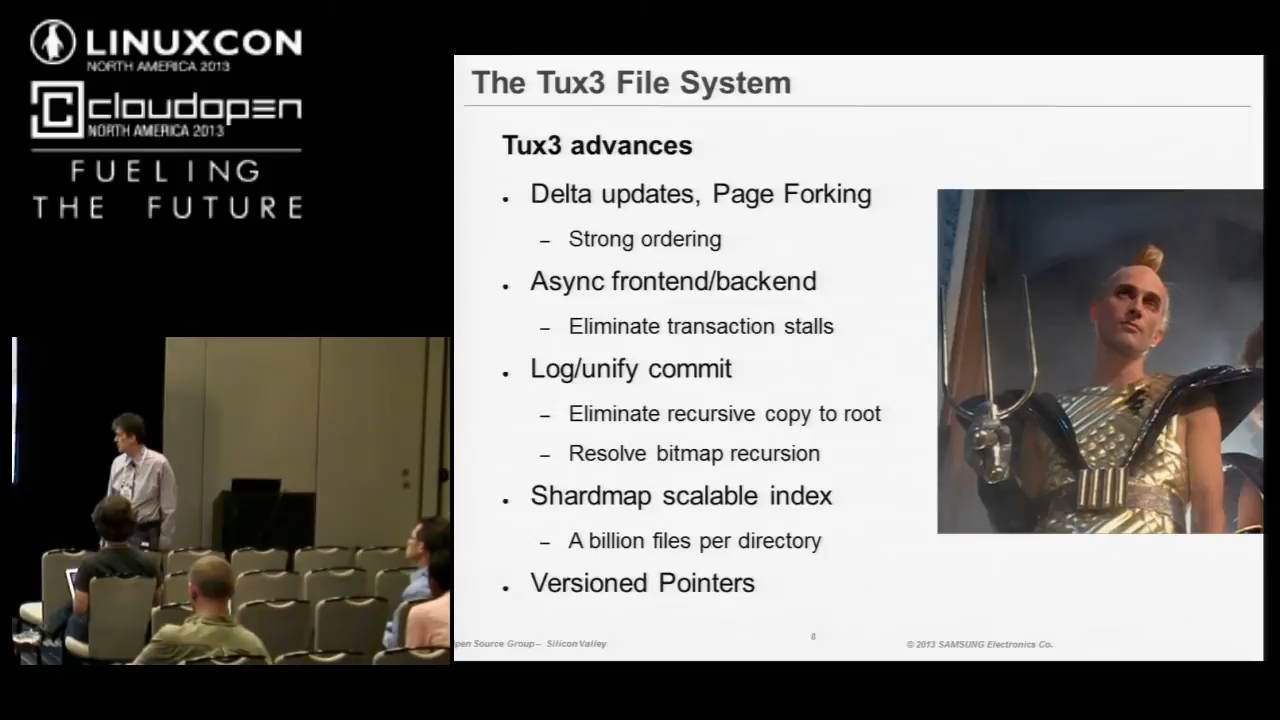 LINUXCON
NORTH AMERICA 2013
cloudopen
NORTH AMERICA 2013
FUELING
THE FUTURE
The Tux3 File System
Tux3 advances
Delta updates, Page Forking
– Strong ordering
Async frontend/backend
– Eliminate transaction stalls
Log/unify commit
– Eliminate recursive copy to root
– Resolve bitmap recursion
Shardmap scalable index
– A billion files per directory
Versioned Pointers
Source Group– Silicon Valley
8
© 2013 SAMSUNG Electronics Co.